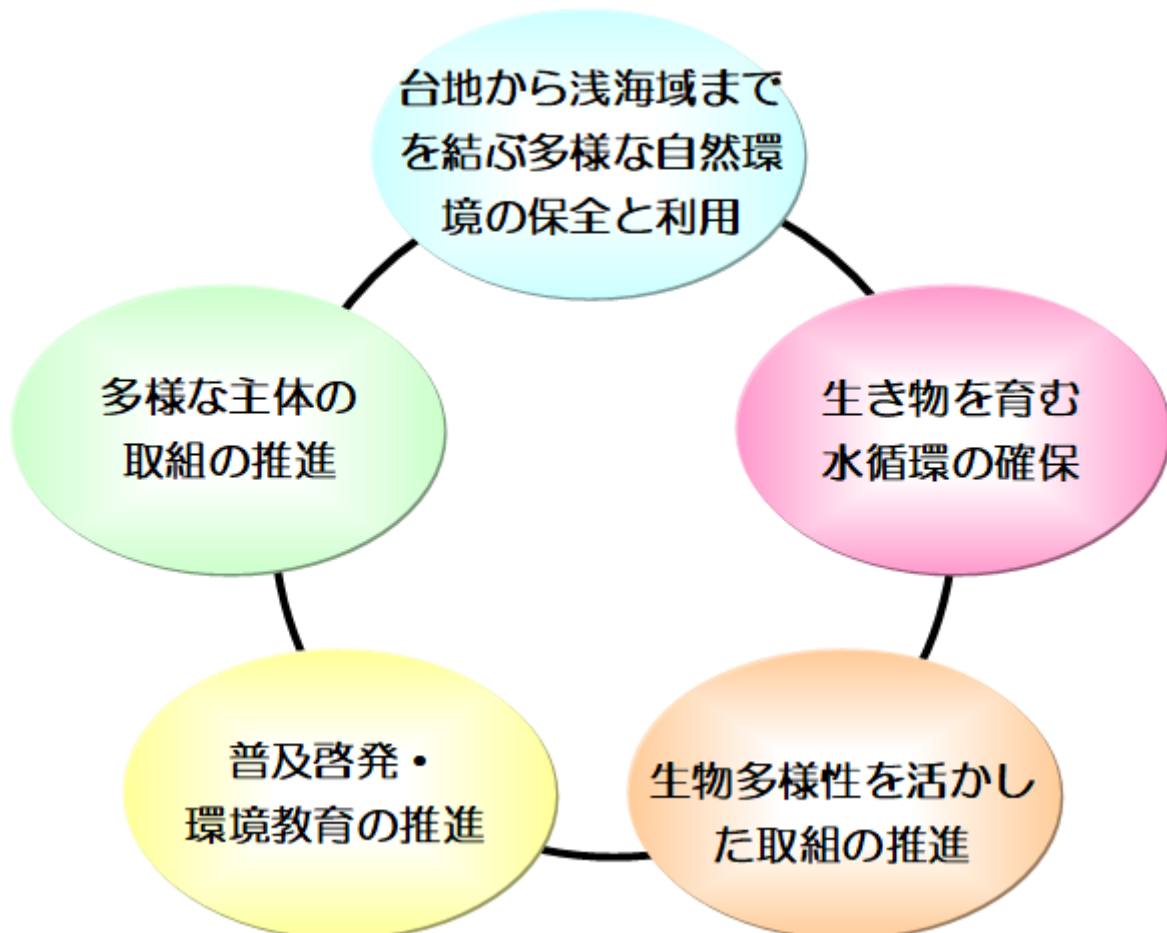 台地から浅海域まで
を結ぶ多様な自然環
境の保全と利用
生き物を育む
水循環の確保
生物多様性を活かし
た取組の推進
普及啓発・
環境教育の推進
多様な主体の
取組の推進